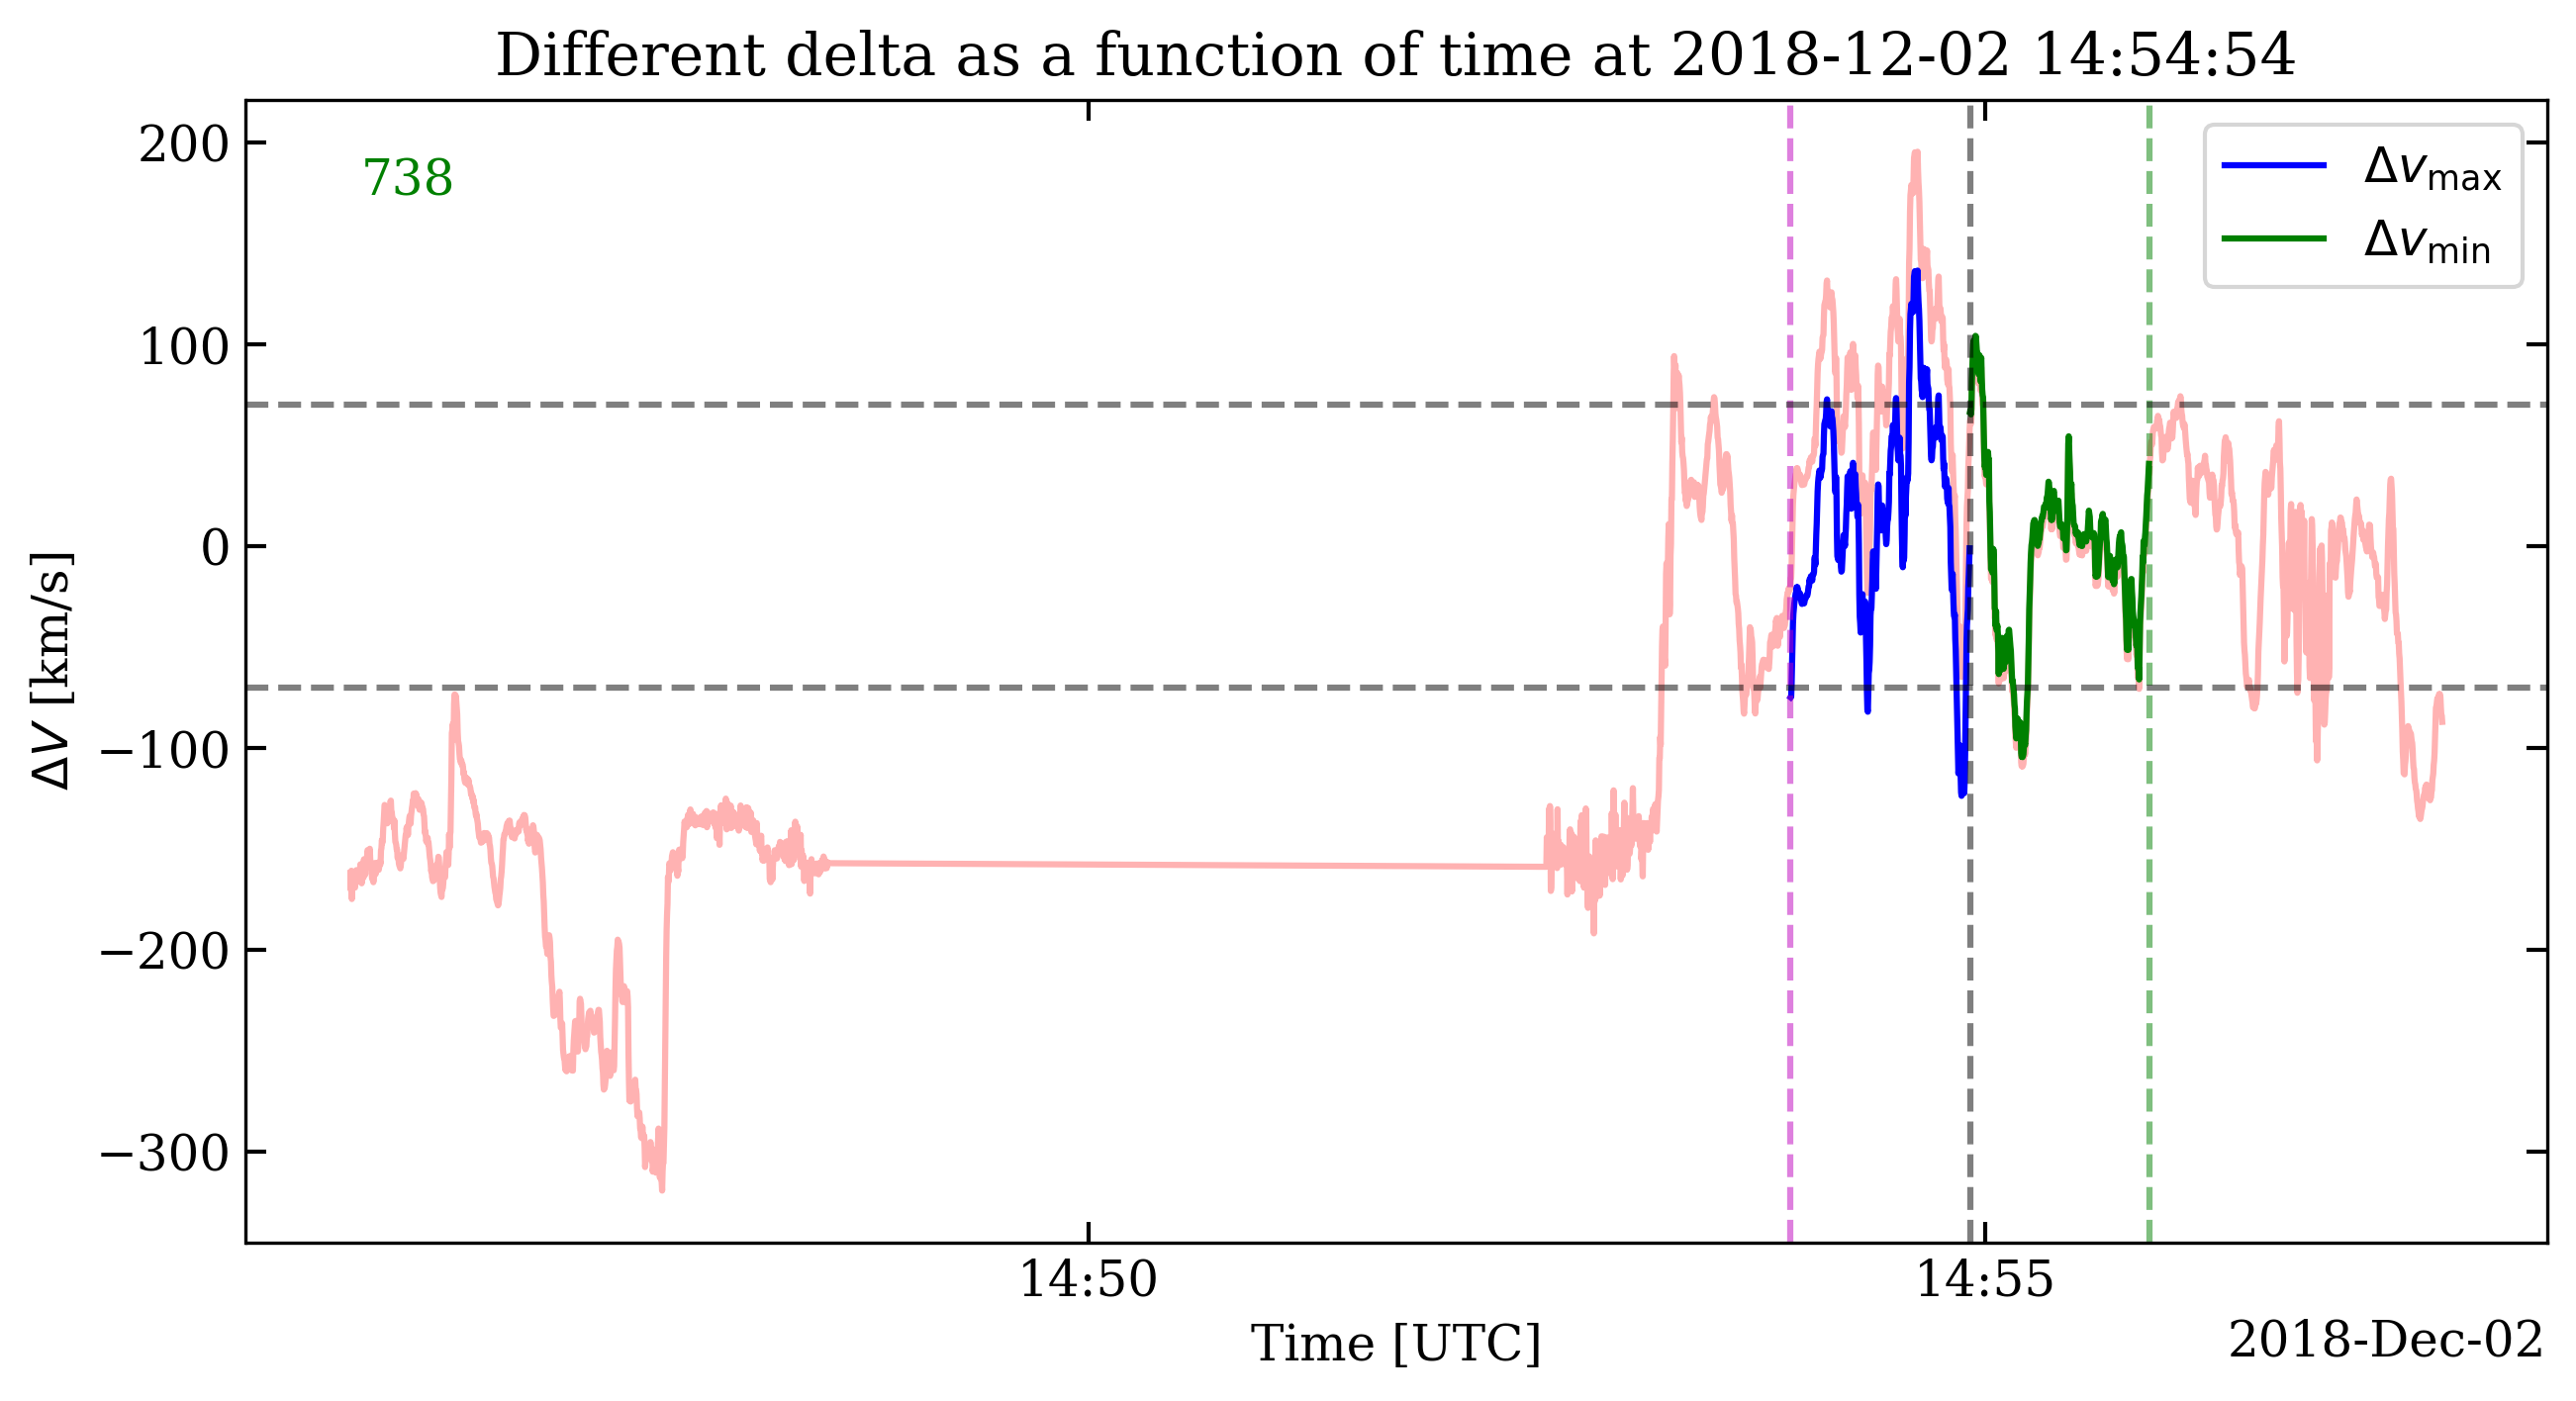 Different delta as a function of time at 2018-12-02 14:54:54
738
Δv_max
Δv_min
200
100
0
−100
−200
−300
ΔV [km/s]
14:50
14:55
Time [UTC]
2018-Dec-02